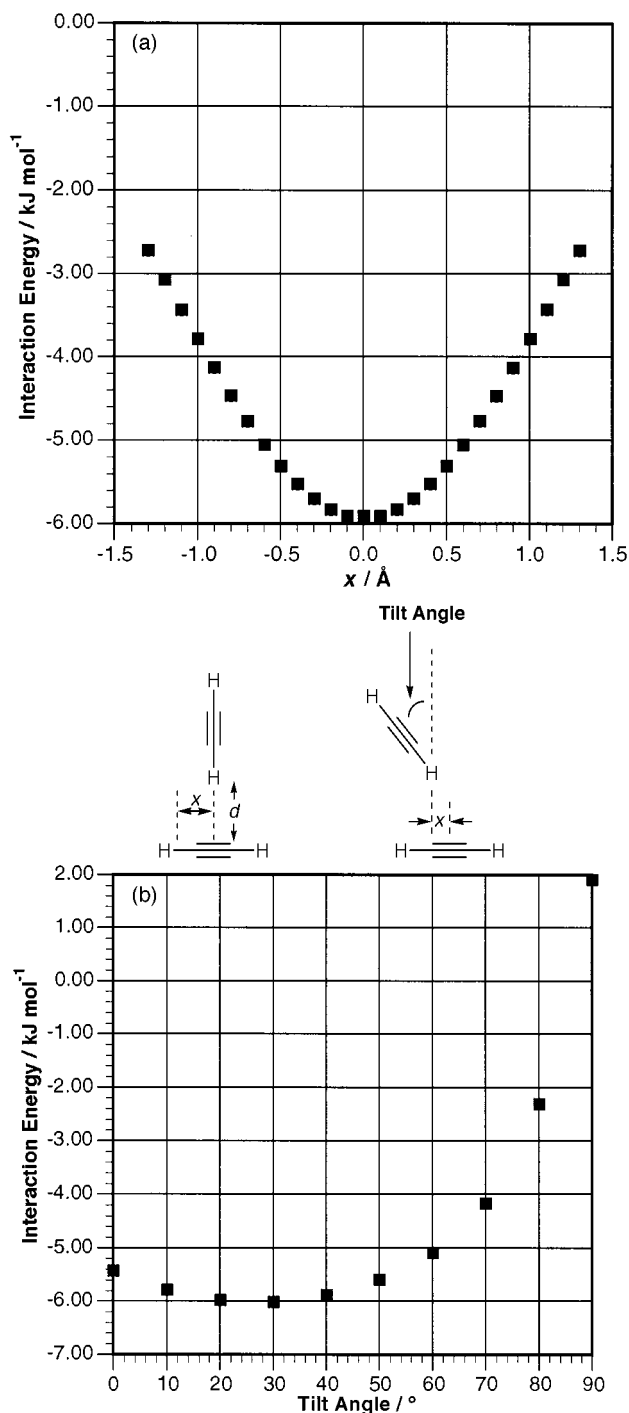 (a)
0.00
-1.00
-2.00
-3.00
-4.00
-5.00
-6.00
Interaction Energy / kJ mol⁻¹
-1.5 -1.0 -0.5 0.0 0.5 1.0 1.5
x / Å
Tilt Angle
H
H
x
d
H H
H
H
x
H H
(b)
2.00
1.00
0.00
-1.00
-2.00
-3.00
-4.00
-5.00
-6.00
-7.00
Interaction Energy / kJ mol⁻¹
0 10 20 30 40 50 60 70 80 90
Tilt Angle / °